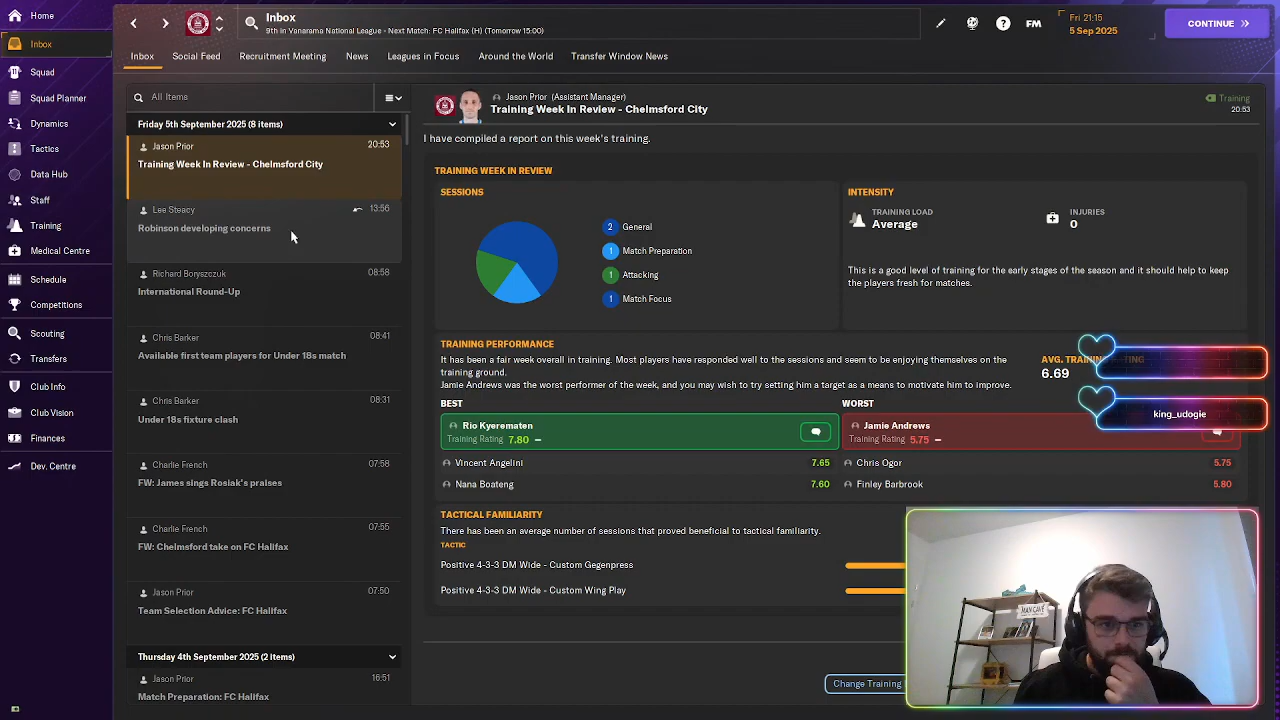 Home
Inbox
Squad
Squad Planner
Dynamics
Tactics
Data Hub
Staff
Training
Medical Centre
Schedule
Competitions
Scouting
Transfers
Club Info
Club Vision
Finances
Dev. Centre
Inbox
9th in Vanarama National League - Next Match: FC Halifax (H) (Tomorrow 15:00)
FM
Fri 21:15
5 Sep 2025
CONTINUE
Inbox Social Feed Recruitment Meeting News Leagues in Focus Around the World Transfer Window News
All Items
Friday 5th September 2025 (8 items)
Jason Prior 20:53
Training Week In Review - Chelmsford City
Lee Steacy 13:56
Robinson developing concerns
Richard Boryszczuk 08:58
International Round-Up
Chris Barker 08:41
Available first team players for Under 18s match
Chris Barker 08:31
Under 18s fixture clash
Charlie French 07:58
FW: James sings Rosiak's praises
Charlie French 07:55
FW: Chelmsford take on FC Halifax
Jason Prior 07:50
Team Selection Advice: FC Halifax
Thursday 4th September 2025 (2 items)
Jason Prior 16:51
Match Preparation: FC Halifax
Jason Prior (Assistant Manager)
Training Week In Review - Chelmsford City
Training
20:53
I have compiled a report on this week's training.
TRAINING WEEK IN REVIEW
SESSIONS
2 General
1 Match Preparation
1 Attacking
1 Match Focus
INTENSITY
TRAINING LOAD
Average
INJURIES
0
This is a good level of training for the early stages of the season and it should help to keep
the players fresh for matches.
TRAINING PERFORMANCE
It has been a fair week overall in training. Most players have responded well to the sessions and seem to be enjoying themselves on the
training ground.
Jamie Andrews was the worst performer of the week, and you may wish to try setting him a target as a means to motivate him to improve.
AVG.
6.69
BEST
Rio Kyerematen
Training Rating 7.80 –
Vincent Angelini 7.65
Nana Boateng 7.60
WORST
Jamie Andrews
Training Rating 5.75 –
Chris Ogor 5.75
Finley Barbrook 5.80
king_udogie
TACTICAL FAMILIARITY
There has been an average number of sessions that proved beneficial to tactical familiarity.
TACTIC
Positive 4-3-3 DM Wide - Custom Gegenpress
Positive 4-3-3 DM Wide - Custom Wing Play
Change Training
MAN CAVE